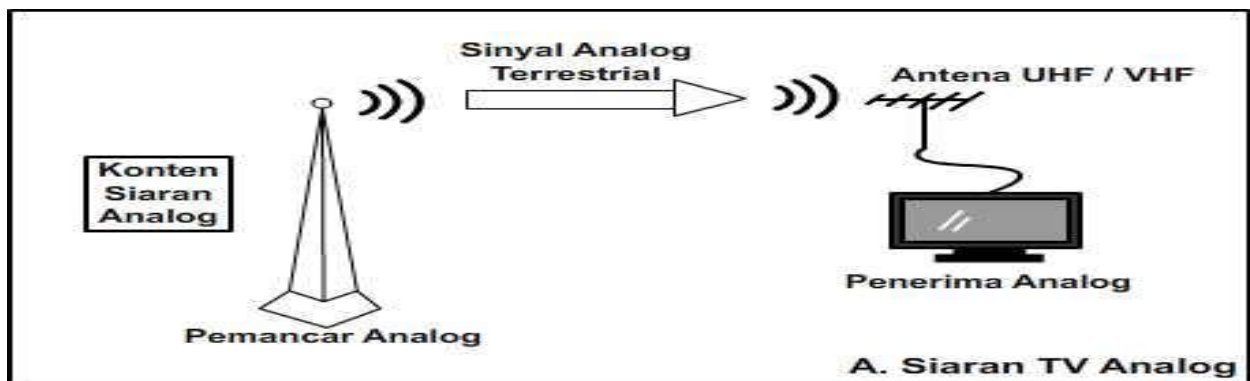 Sinyal Analog
Terrestrial
Antena UHF / VHF
Konten
Siaran
Analog
Penerima Analog
Pemancar Analog
A. Siaran TV Analog